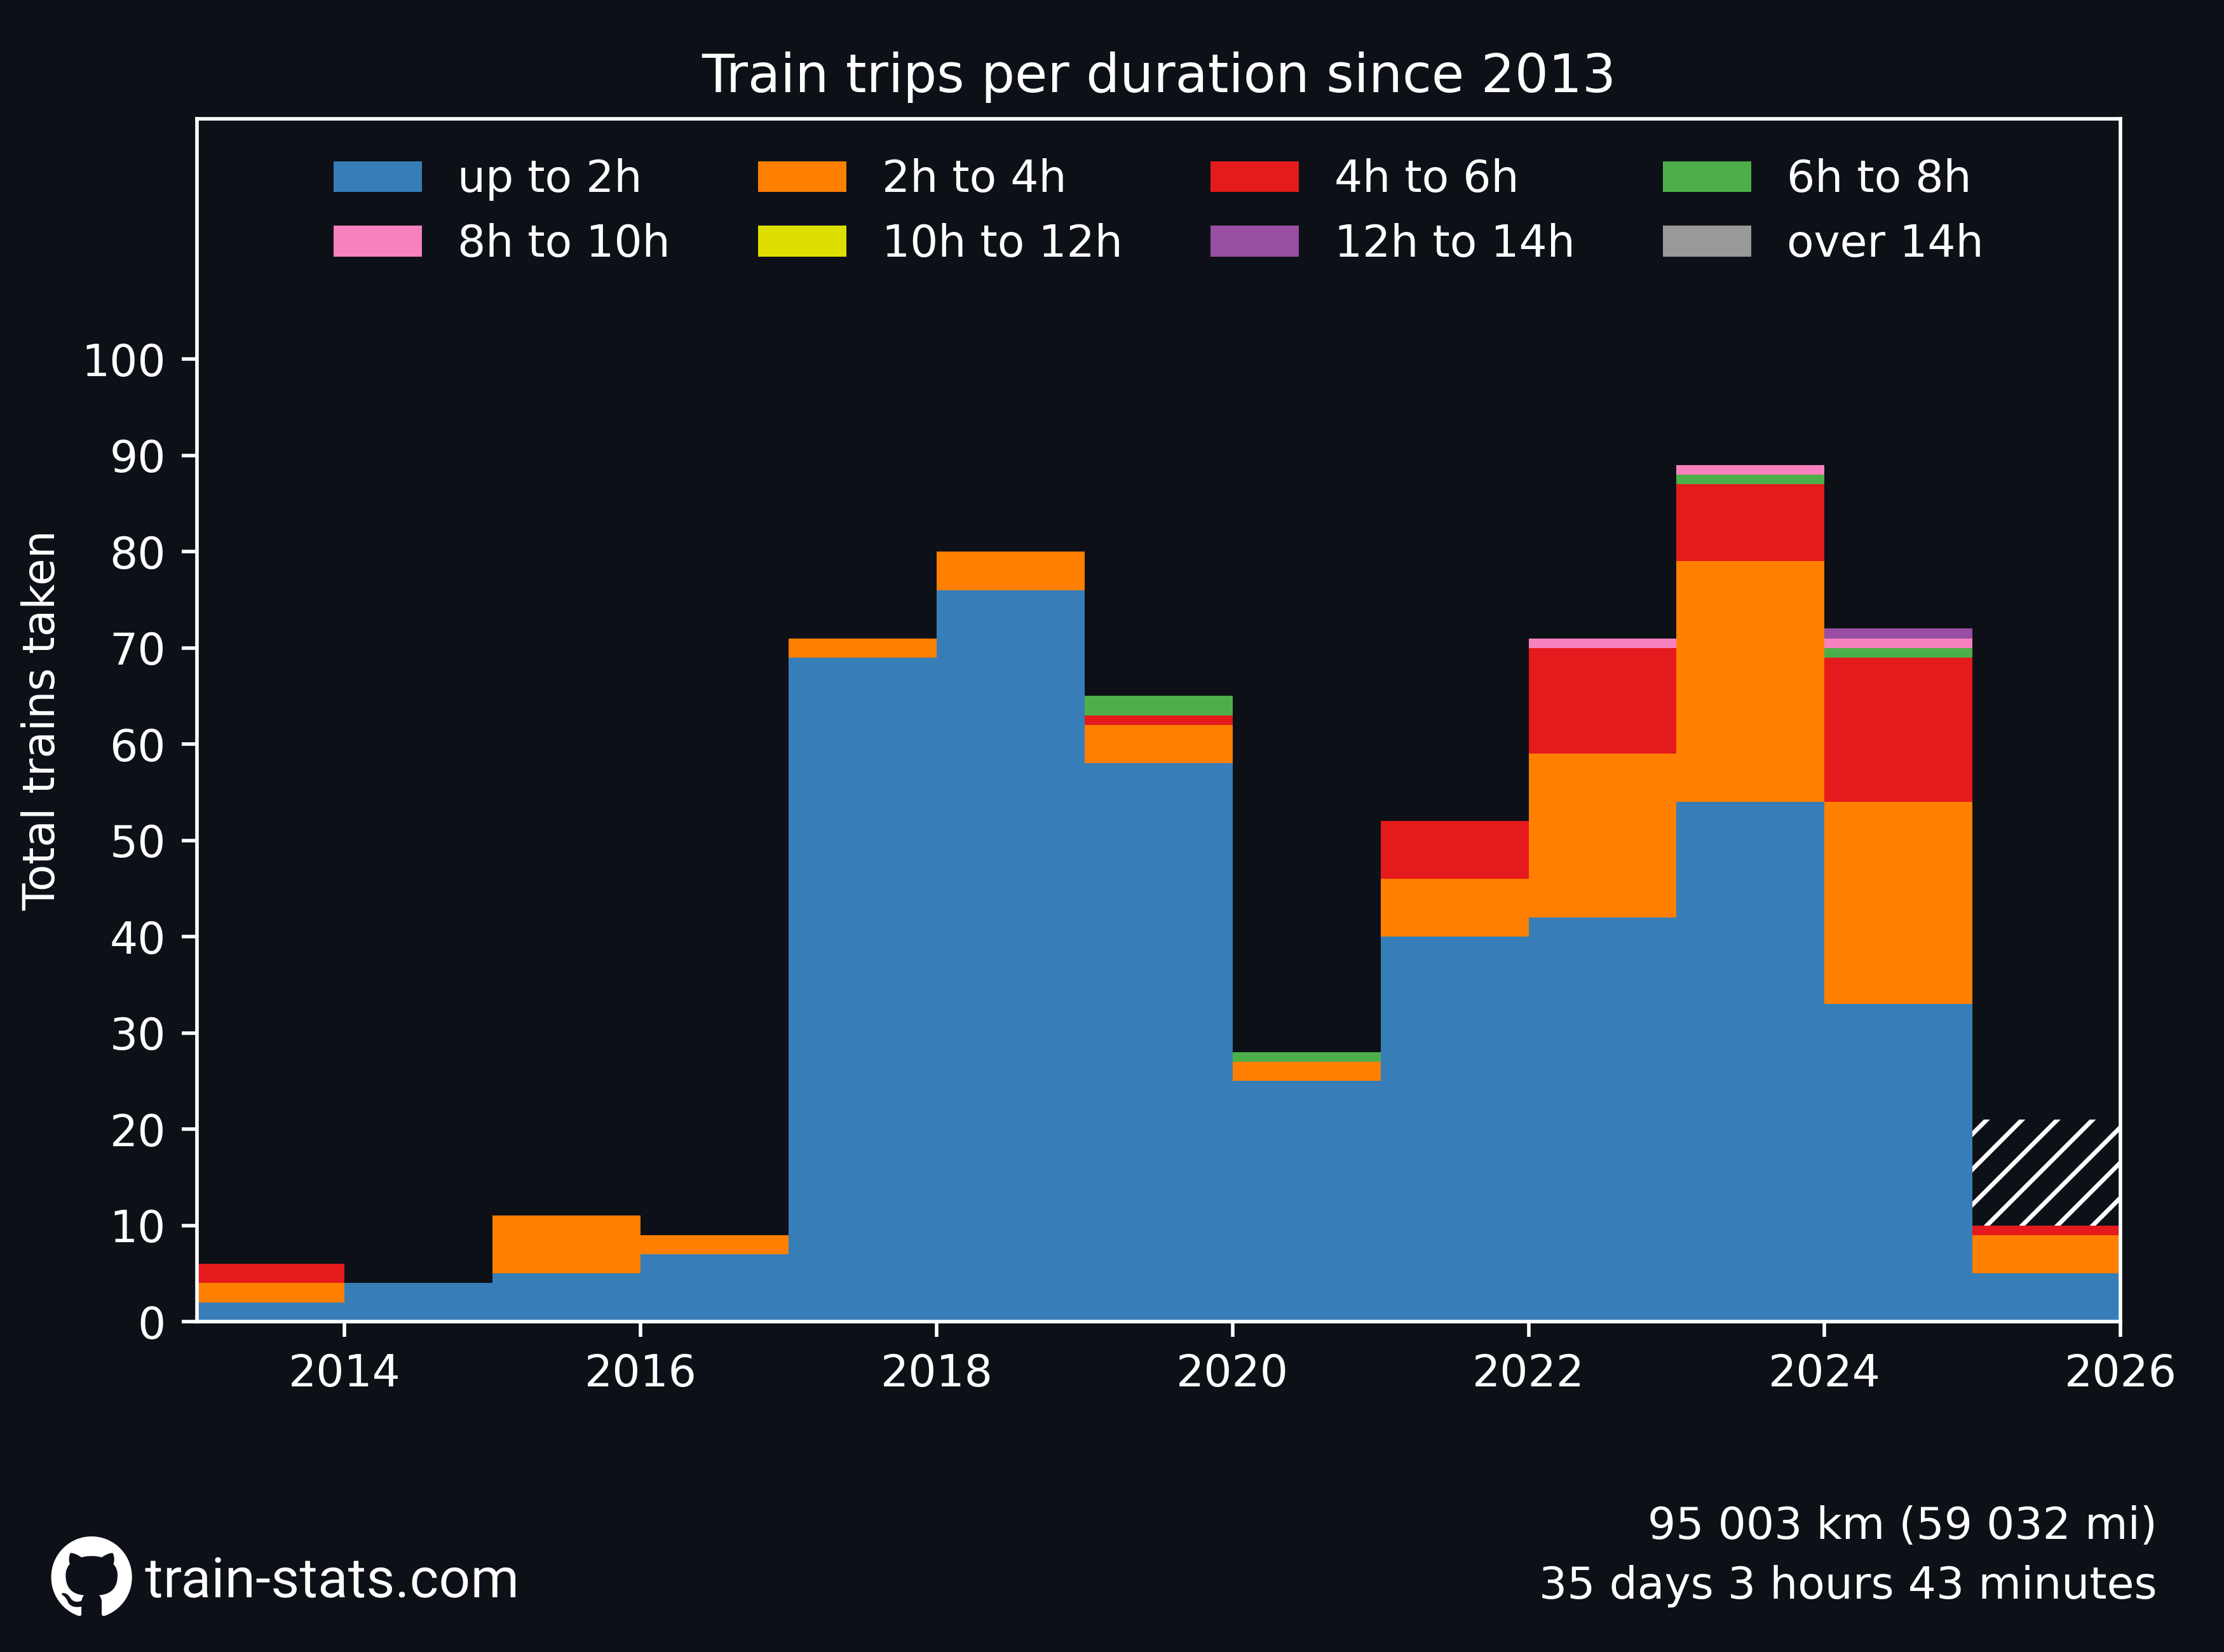 Train trips per duration since 2013
up to 2h 2h to 4h 4h to 6h 6h to 8h
8h to 10h 10h to 12h 12h to 14h over 14h
Total trains taken
100
90
80
70
60
50
40
30
20
10
0
2014 2016 2018 2020 2022 2024 2026
95 003 km (59 032 mi)
35 days 3 hours 43 minutes
train-stats.com